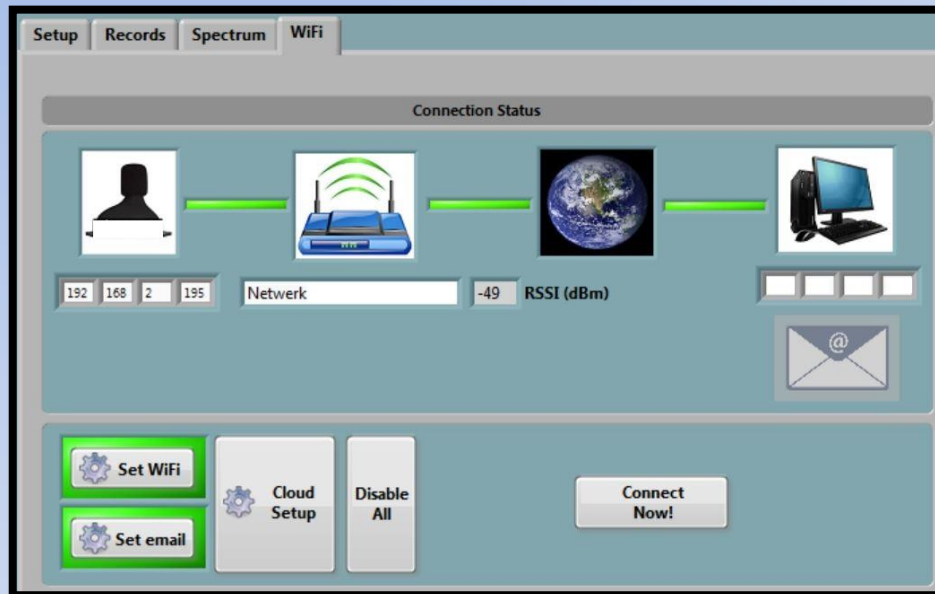 Setup Records Spectrum WiFi
Connection Status
192 168 2 195 Netwerk -49 RSSI (dBm)
@
Set WiFi
Set email
Cloud
Setup
Disable
All
Connect
Now!